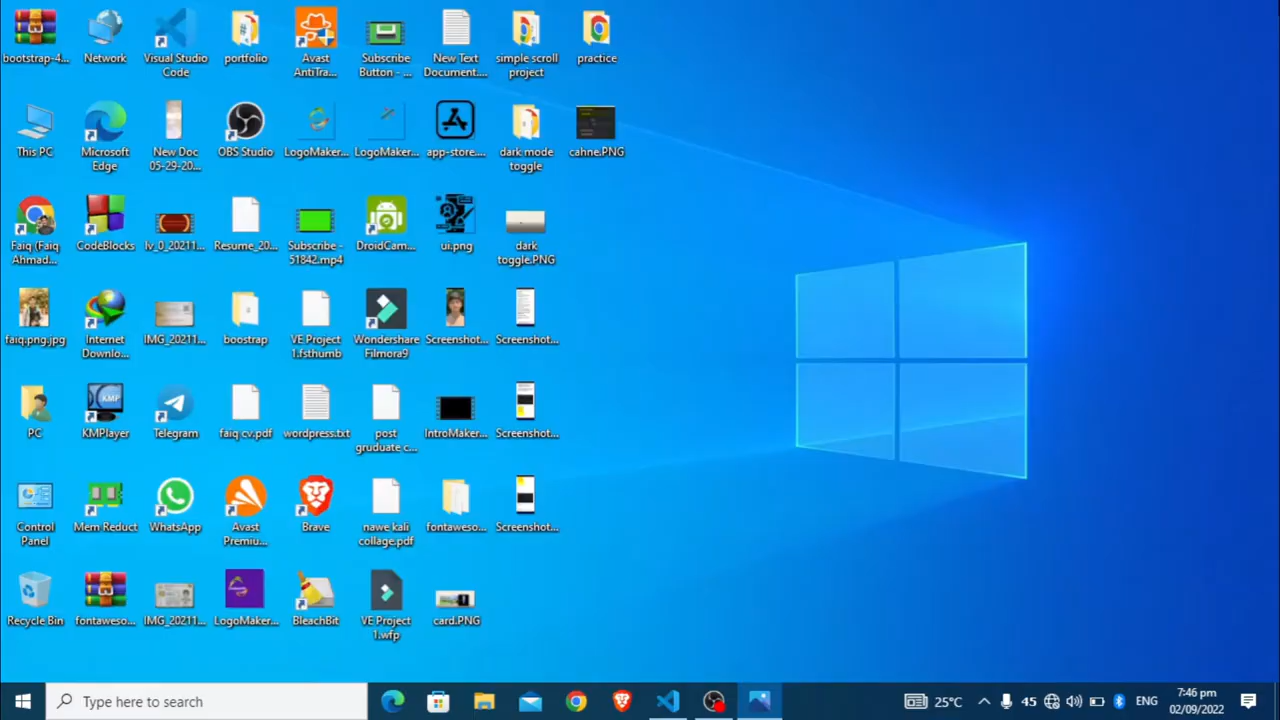 bootstrap-4...
Network
Visual Studio
Code
portfolio
Avast
AntiTra...
Subscribe
Button - ...
New Text
Document....
simple scroll
project
practice
This PC
Microsoft
Edge
New Doc
05-29-20...
OBS Studio
LogoMaker...
LogoMaker...
app-store....
dark mode
toggle
cahne.PNG
Faiq (Faiq
Ahmad...
CodeBlocks
lv_0_20211...
Resume_20...
Subscribe -
51842.mp4
DroidCam...
ui.png
dark
toggle.PNG
faiq.png.jpg
Internet
Downlo...
IMG_20211...
boostrap
VE Project
1.fsthumb
Wondershare
Filmora9
Screenshot...
Screenshot...
PC
KMP
KMPlayer
Telegram
faiq cv.pdf
wordpress.txt
post
gruduate c...
IntroMaker...
Screenshot...
Control
Panel
Mem Reduct
WhatsApp
Avast
Premiu...
Brave
nawe kali
collage.pdf
fontaweso...
Screenshot...
Recycle Bin
fontaweso...
IMG_20211...
LogoMaker...
BleachBit
VE Project
1.wfp
card.PNG
Type here to search
25°C
45
ENG
7:46 pm
02/09/2022